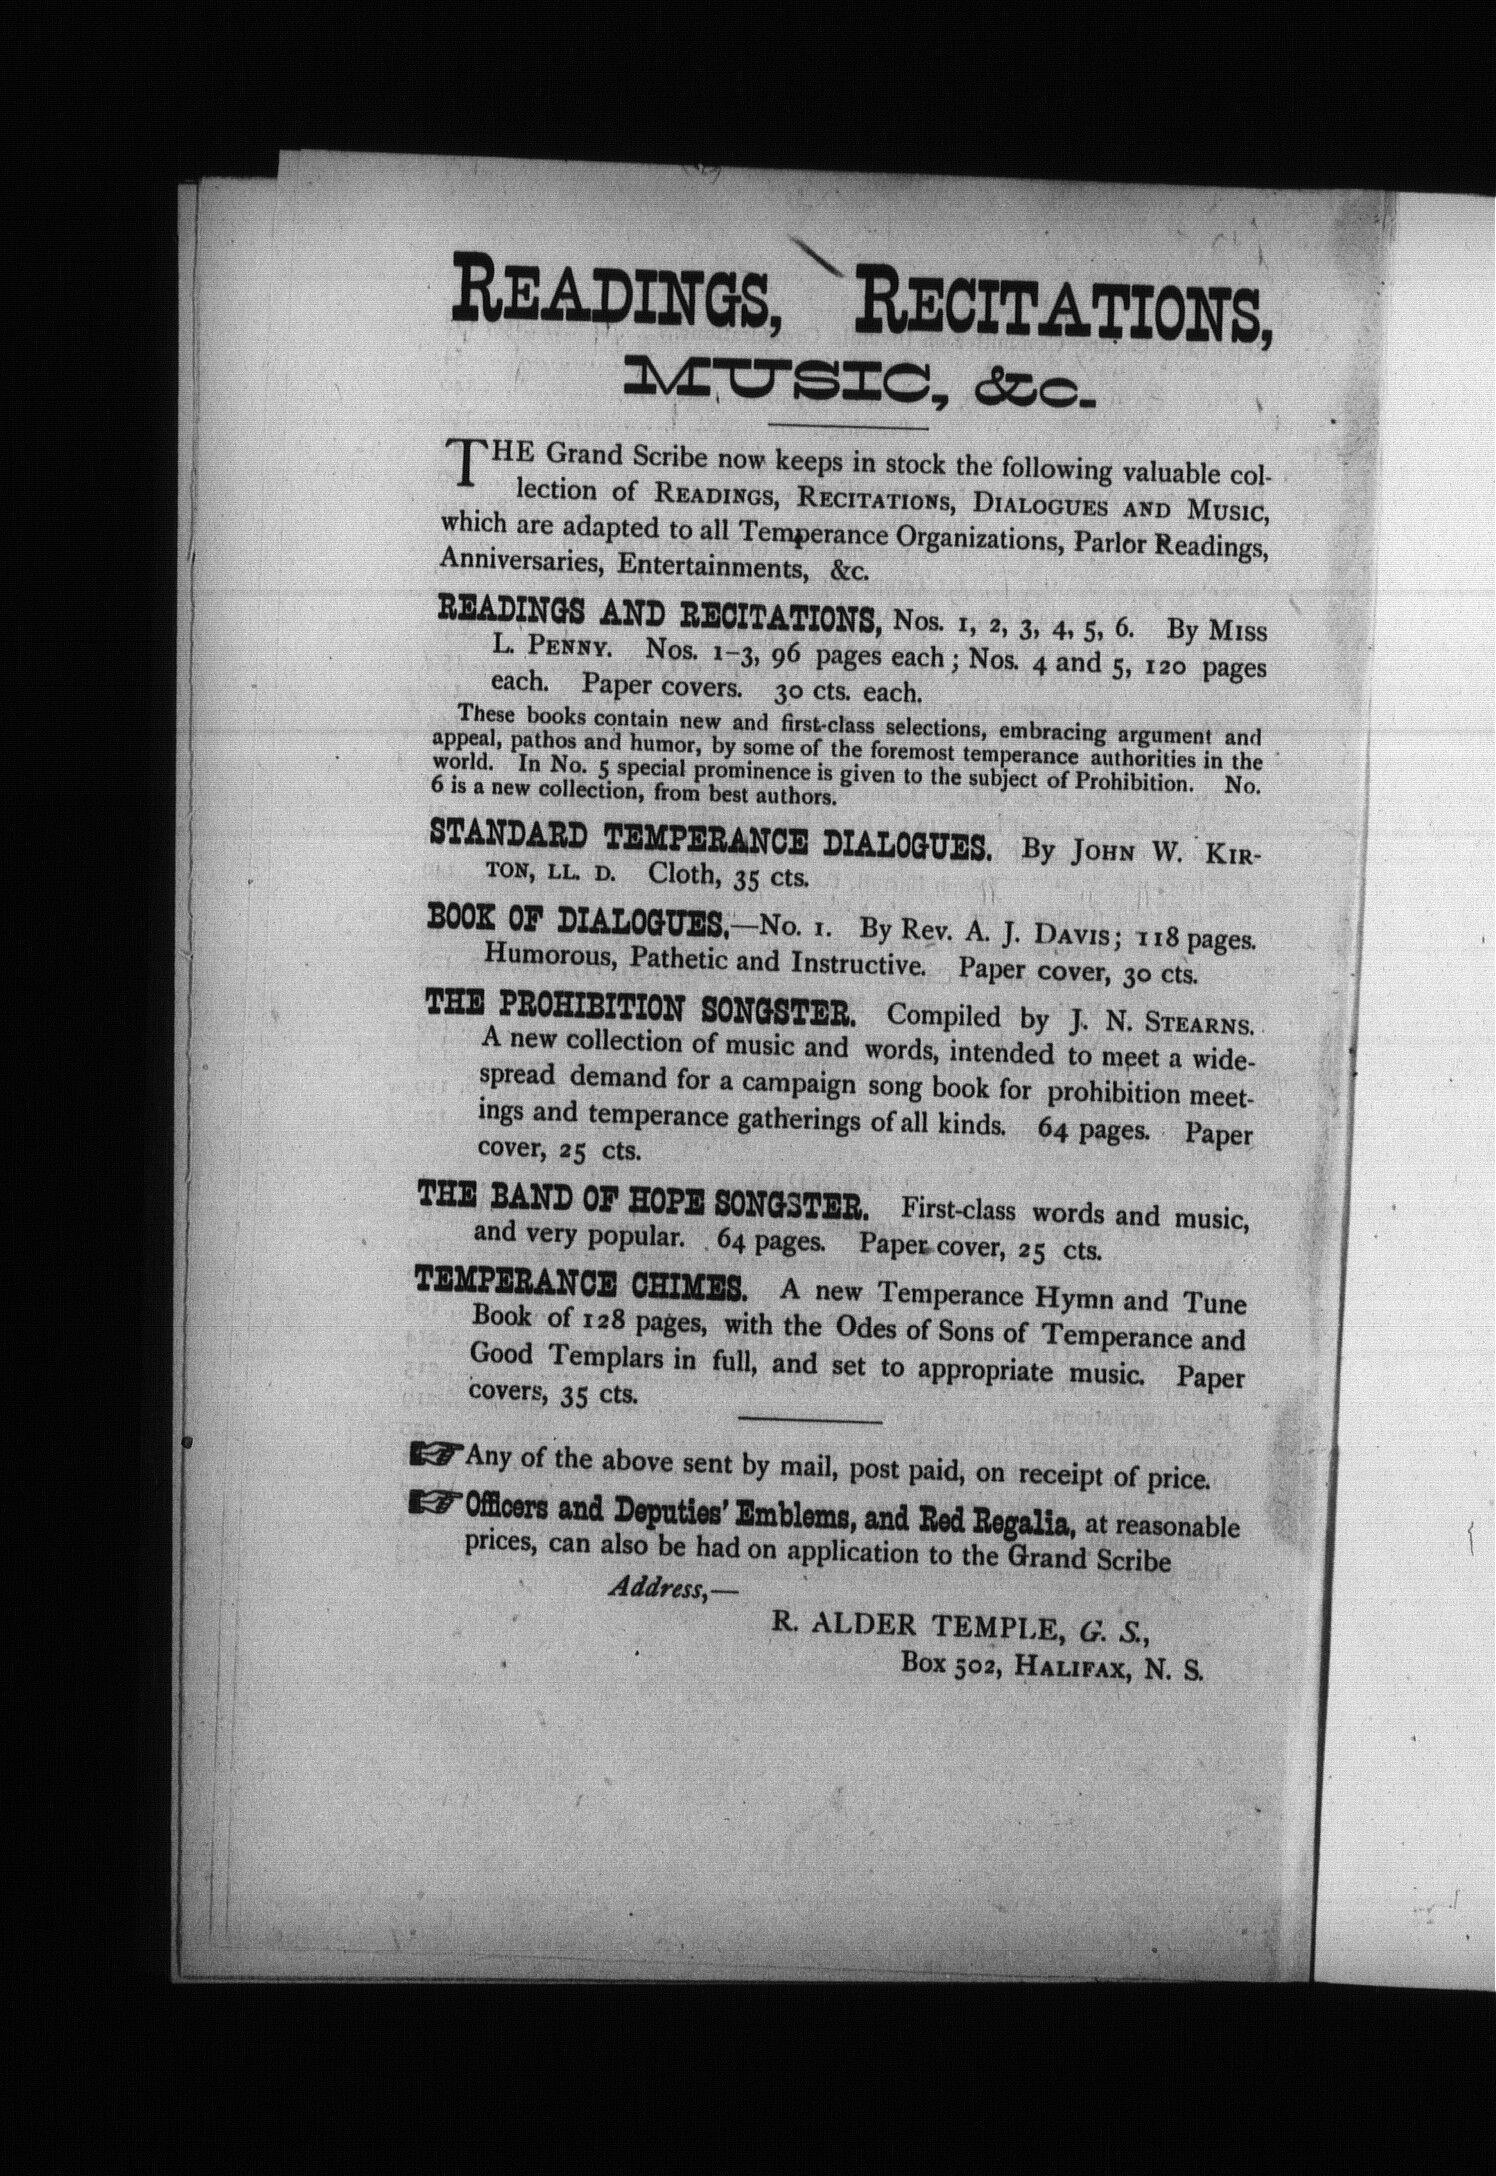 READINGS, RECITATIONS,
MUSIC, &c.
THE Grand Scribe now keeps in stock the following valuable col-
lection of READINGS, RECITATIONS, DIALOGUES AND MUSIC,
which are adapted to all Temperance Organizations, Parlor Readings,
Anniversaries, Entertainments, &c.
READINGS AND RECITATIONS, Nos. 1, 2, 3, 4, 5, 6. By MISS
L. PENNY. Nos. 1–3, 96 pages each; Nos. 4 and 5, 120 pages
each. Paper covers. 30 cts. each.
These books contain new and first-class selections, embracing argument and
appeal, pathos and humor, by some of the foremost temperance authorities in the
world. In No. 5 special prominence is given to the subject of Prohibition. No.
6 is a new collection, from best authors.
STANDARD TEMPERANCE DIALOGUES. By JOHN W. KIR-
TON, LL. D. Cloth, 35 cts.
BOOK OF DIALOGUES.—No. 1. By Rev. A. J. DAVIS; 118 pages.
Humorous, Pathetic and Instructive. Paper cover, 30 cts.
THE PROHIBITION SONGSTER. Compiled by J. N. STEARNS.
A new collection of music and words, intended to meet a wide-
spread demand for a campaign song book for prohibition meet-
ings and temperance gatherings of all kinds. 64 pages. Paper
cover, 25 cts.
THE BAND OF HOPE SONGSTER. First-class words and music,
and very popular. 64 pages. Paper cover, 25 cts.
TEMPERANCE CHIMES. A new Temperance Hymn and Tune
Book of 128 pages, with the Odes of Sons of Temperance and
Good Templars in full, and set to appropriate music. Paper
covers, 35 cts.
☞ Any of the above sent by mail, post paid, on receipt of price.
☞ Officers and Deputies' Emblems, and Red Regalia, at reasonable
prices, can also be had on application to the Grand Scribe
Address,—
R. ALDER TEMPLE, G. S.,
Box 502, HALIFAX, N. S.